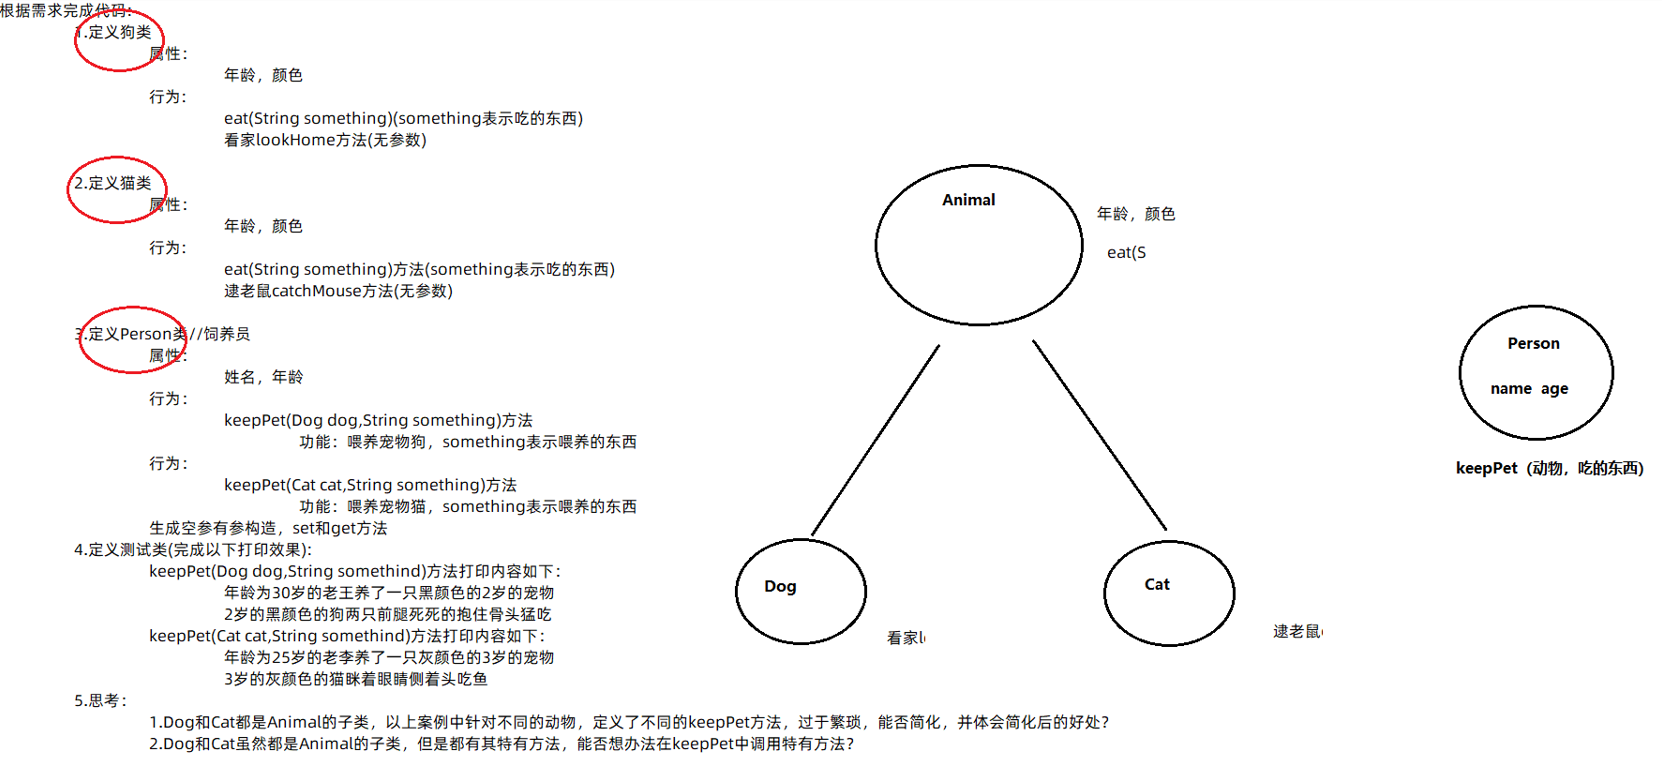 根据需求完成代码：
1.定义狗类
属性：
年龄，颜色
行为：
eat(String something)(something表示吃的东西)
看家lookHome方法(无参数)
2.定义猫类
属性：
年龄，颜色
行为：
eat(String something)方法(something表示吃的东西)
逮老鼠catchMouse方法(无参数)
3.定义Person类//饲养员
属性：
姓名，年龄
行为：
keepPet(Dog dog,String something)方法
功能：喂养宠物狗，something表示喂养的东西
行为：
keepPet(Cat cat,String something)方法
功能：喂养宠物猫，something表示喂养的东西
生成空参有参构造，set和get方法
4.定义测试类(完成以下打印效果)：
keepPet(Dog dog,String somethind)方法打印内容如下：
年龄为30岁的老王养了一只黑颜色的2岁的宠物
2岁的黑颜色的狗两只前腿死死的抱住骨头猛吃
keepPet(Cat cat,String somethind)方法打印内容如下：
年龄为25岁的老李养了一只灰颜色的3岁的宠物
3岁的灰颜色的猫眯着眼睛侧着头吃鱼
5.思考：
1.Dog和Cat都是Animal的子类，以上案例中针对不同的动物，定义了不同的keepPet方法，过于繁琐，能否简化，并体会简化后的好处？
2.Dog和Cat虽然都是Animal的子类，但是都有其特有方法，能否想办法在keepPet中调用特有方法？
Animal
年龄，颜色
eat(S
Dog
看家l
Cat
逮老鼠
Person
name age
keepPet（动物，吃的东西)